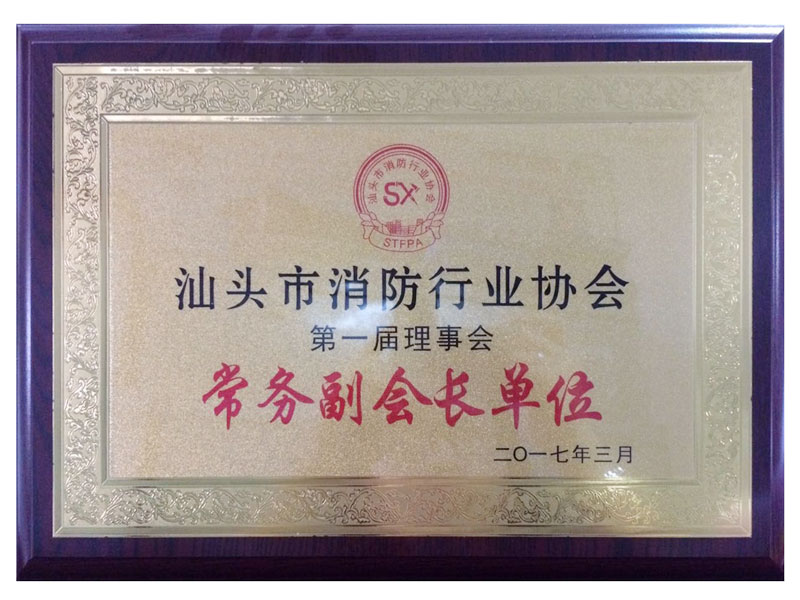 汕头市消防行业协会
SX
STFPA
汕头市消防行业协会
第一届理事会
常务副会长单位
二〇一七年三月